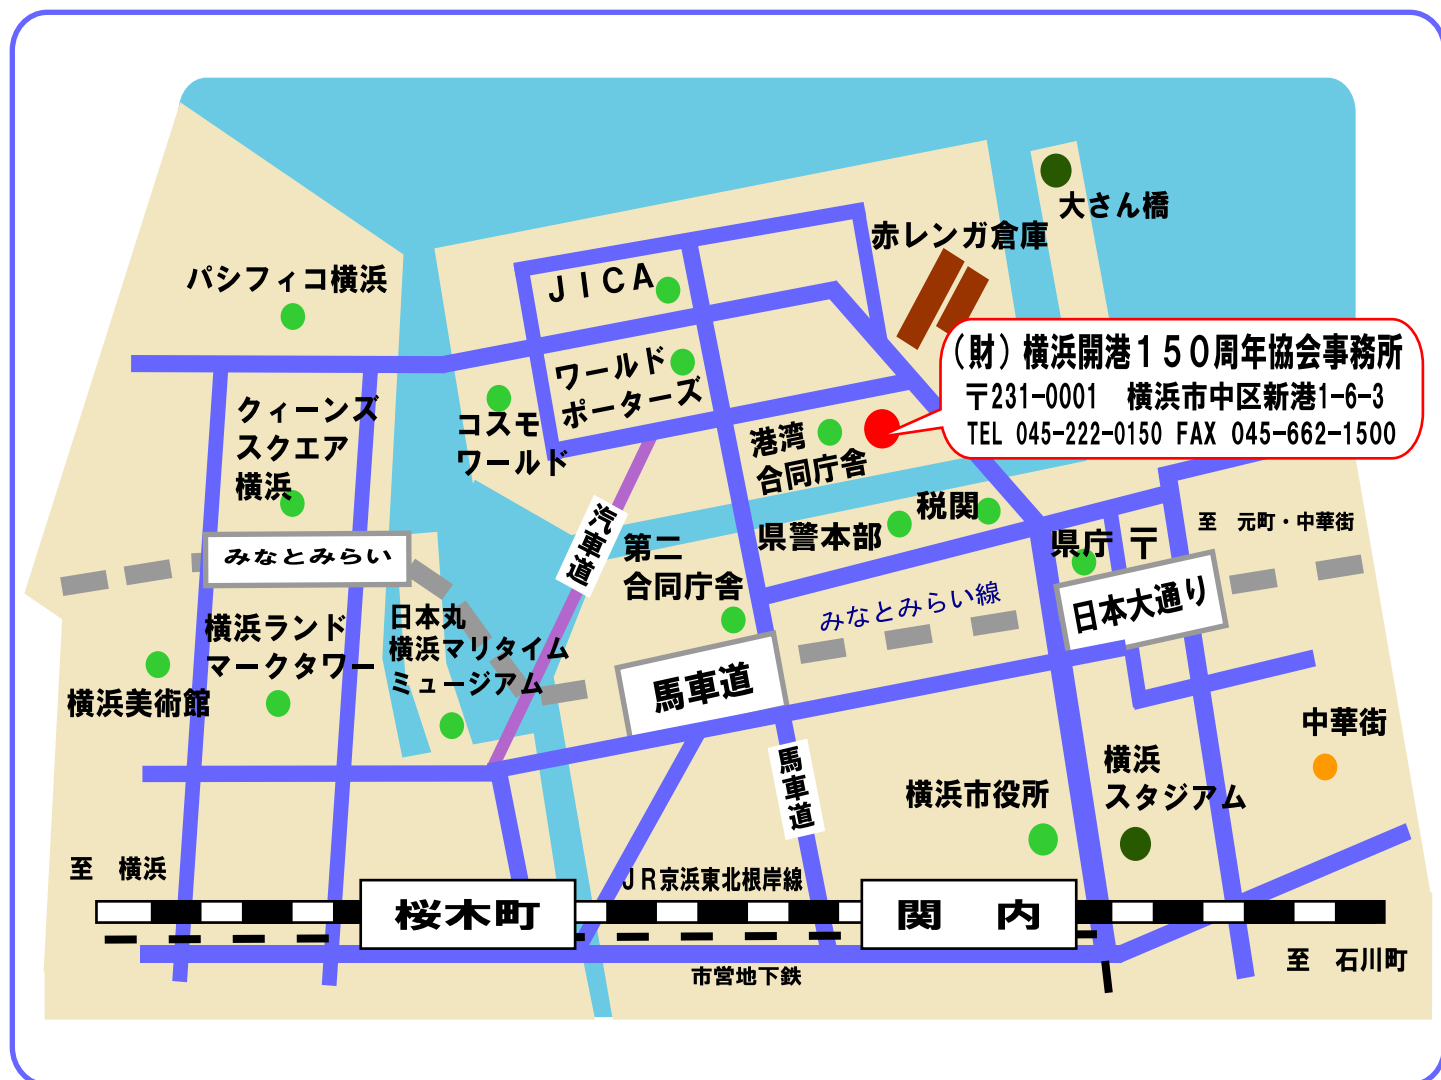 大さん橋
赤レンガ倉庫
パシフィコ横浜
JICA
(財)横浜開港150周年協会事務所
〒231-0001 横浜市中区新港1-6-3
TEL 045-222-0150 FAX 045-662-1500
ワールド
ポーターズ
クィーンズ
スクエア
横浜
コスモ
ワールド
港湾
合同庁舎
汽車道
税関
県警本部
第二
合同庁舎
県庁 〒
至 元町・中華街
みなとみらい
みなとみらい線
日本大通り
横浜ランド
マークタワー
日本丸
横浜マリタイム
ミュージアム
横浜美術館
馬車道
馬車道
中華街
横浜
スタジアム
横浜市役所
至 横浜
JR京浜東北根岸線
桜木町
関 内
市営地下鉄
至 石川町